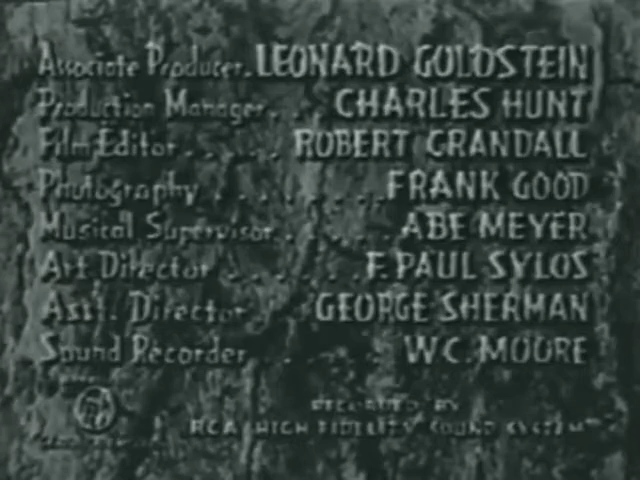 Associate Producer. LEONARD GOLDSTEIN
Production Manager. . . CHARLES HUNT
Film Editor . . . . . ROBERT CRANDALL
Photography . . . . . . . FRANK GOOD
Musical Supervisor. . . . . ABE MEYER
Art Director . . . . . . F. PAUL SYLOS
Asst. Director . . . GEORGE SHERMAN
Sound Recorder . . . . W.C. MOORE
RECORDED BY
RCA HIGH FIDELITY SOUND SYSTEM